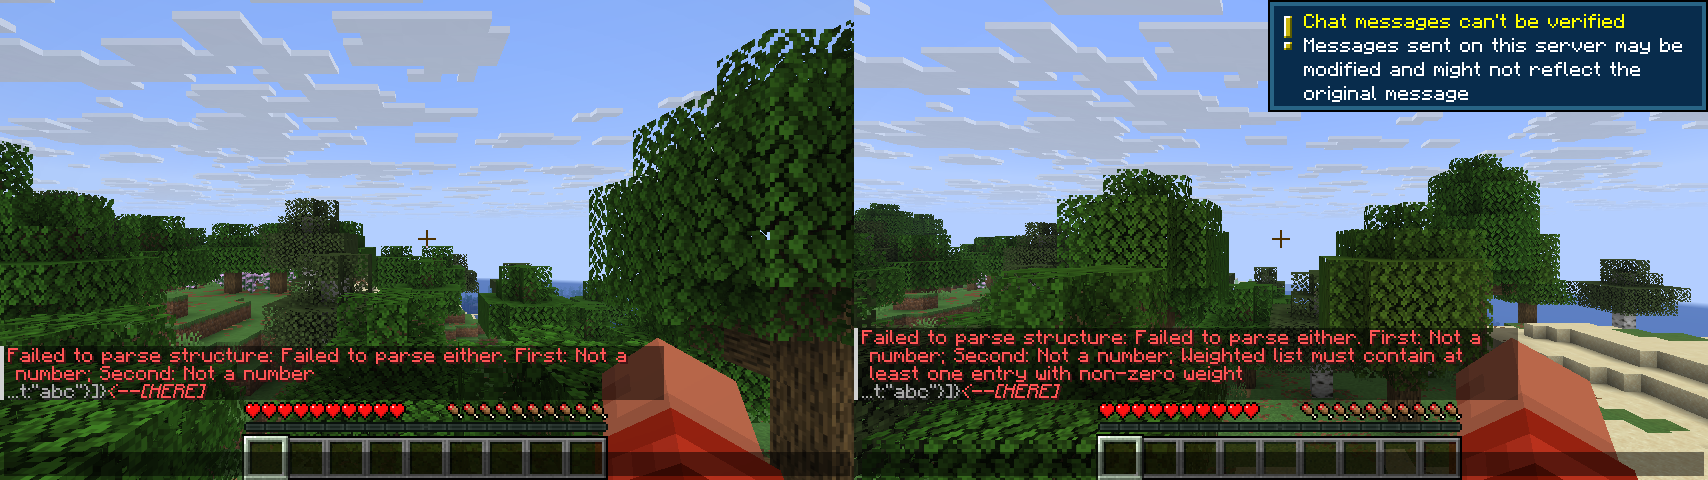 Chat messages can't be verified
Messages sent on this server may be
modified and might not reflect the
original message
Failed to parse structure: Failed to parse either. First: Not a
number; Second: Not a number
...t:"abc"}]}<--[HERE]
Failed to parse structure: Failed to parse either. First: Not a
number; Second: Not a number; Weighted list must contain at
least one entry with non-zero weight
...t:"abc"}]}<--[HERE]